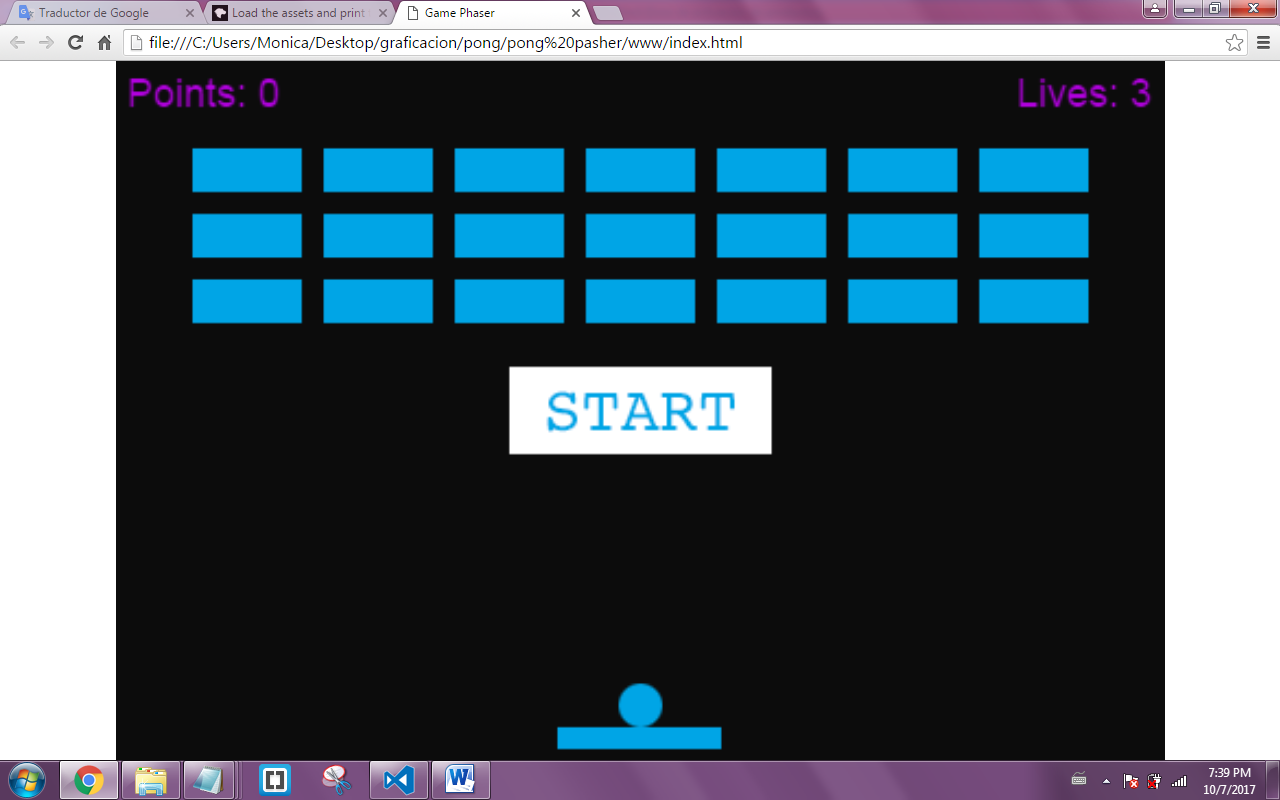 Traductor de Google
Load the assets and print
Game Phaser
file:///C:/Users/Monica/Desktop/graficacion/pong/pong%20pasher/www/index.html
Points: 0
Lives: 3
START
7:39 PM
10/7/2017